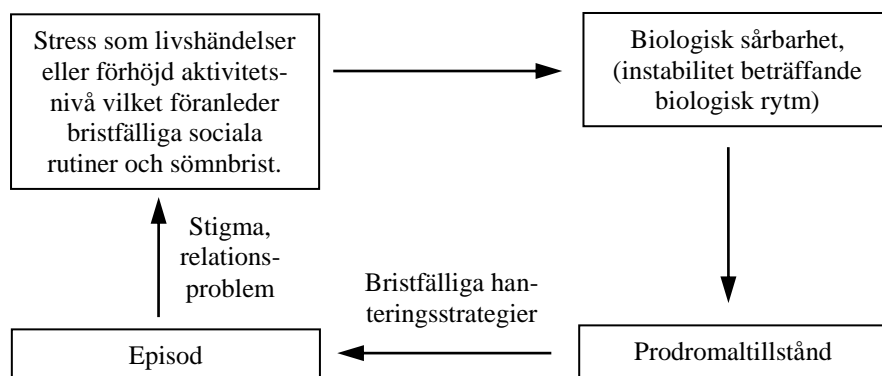 Stress som livshändelser
eller förhöjd aktivitets-
nivå vilket föranleder
bristfälliga sociala
rutiner och sömnbrist.
Biologisk sårbarhet,
(instabilitet beträffande
biologisk rytm)
Stigma,
relations-
problem
Bristfälliga han-
teringsstrategier
Episod
Prodromaltillstånd